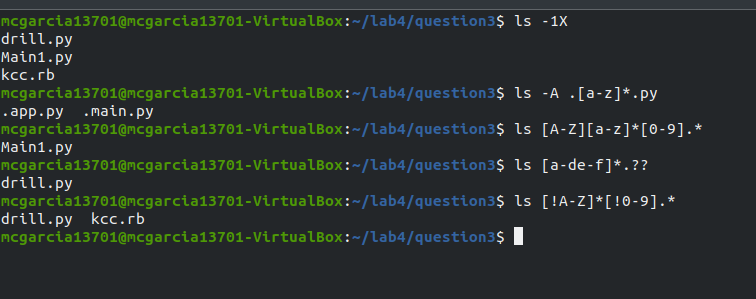 mcgarcia13701@mcgarcia13701-VirtualBox:~/lab4/question3$ ls -1X
drill.py
Main1.py
kcc.rb
mcgarcia13701@mcgarcia13701-VirtualBox:~/lab4/question3$ ls -A .[a-z]*.py
.app.py  .main.py
mcgarcia13701@mcgarcia13701-VirtualBox:~/lab4/question3$ ls [A-Z][a-z]*[0-9].*
Main1.py
mcgarcia13701@mcgarcia13701-VirtualBox:~/lab4/question3$ ls [a-de-f]*.??
drill.py
mcgarcia13701@mcgarcia13701-VirtualBox:~/lab4/question3$ ls [!A-Z]*[!0-9].*
drill.py  kcc.rb
mcgarcia13701@mcgarcia13701-VirtualBox:~/lab4/question3$